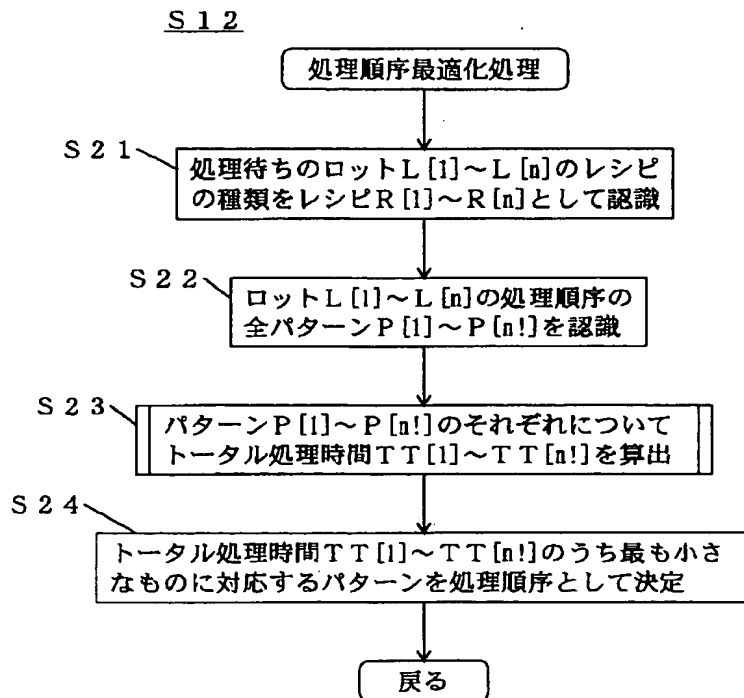 S12
処理順序最適化処理
S21
処理待ちのロットL[1]～L[n]のレシピ
の種類をレシピR[1]～R[n]として認識
S22
ロットL[1]～L[n]の処理順序の
全パターンP[1]～P[n!]を認識
S23
パターンP[1]～P[n!]のそれぞれについて
トータル処理時間TT[1]～TT[n!]を算出
S24
トータル処理時間TT[1]～TT[n!]のうち最も小さ
なものに対応するパターンを処理順序として決定
戻る